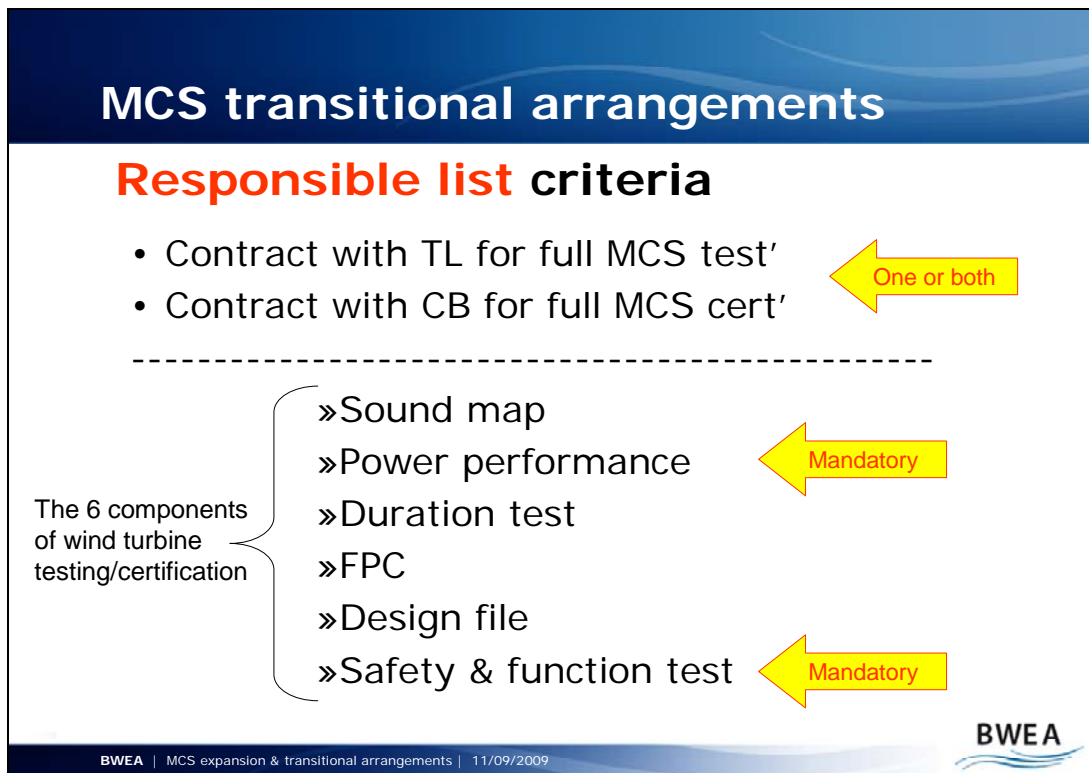 MCS transitional arrangements
Responsible list criteria
• Contract with TL for full MCS test’
• Contract with CB for full MCS cert’
One or both
--------------------------------------------------
»Sound map
»Power performance
Mandatory
»Duration test
The 6 components
of wind turbine
testing/certification
»FPC
»Design file
»Safety & function test
Mandatory
BWEA
BWEA | MCS expansion & transitional arrangements | 11/09/2009